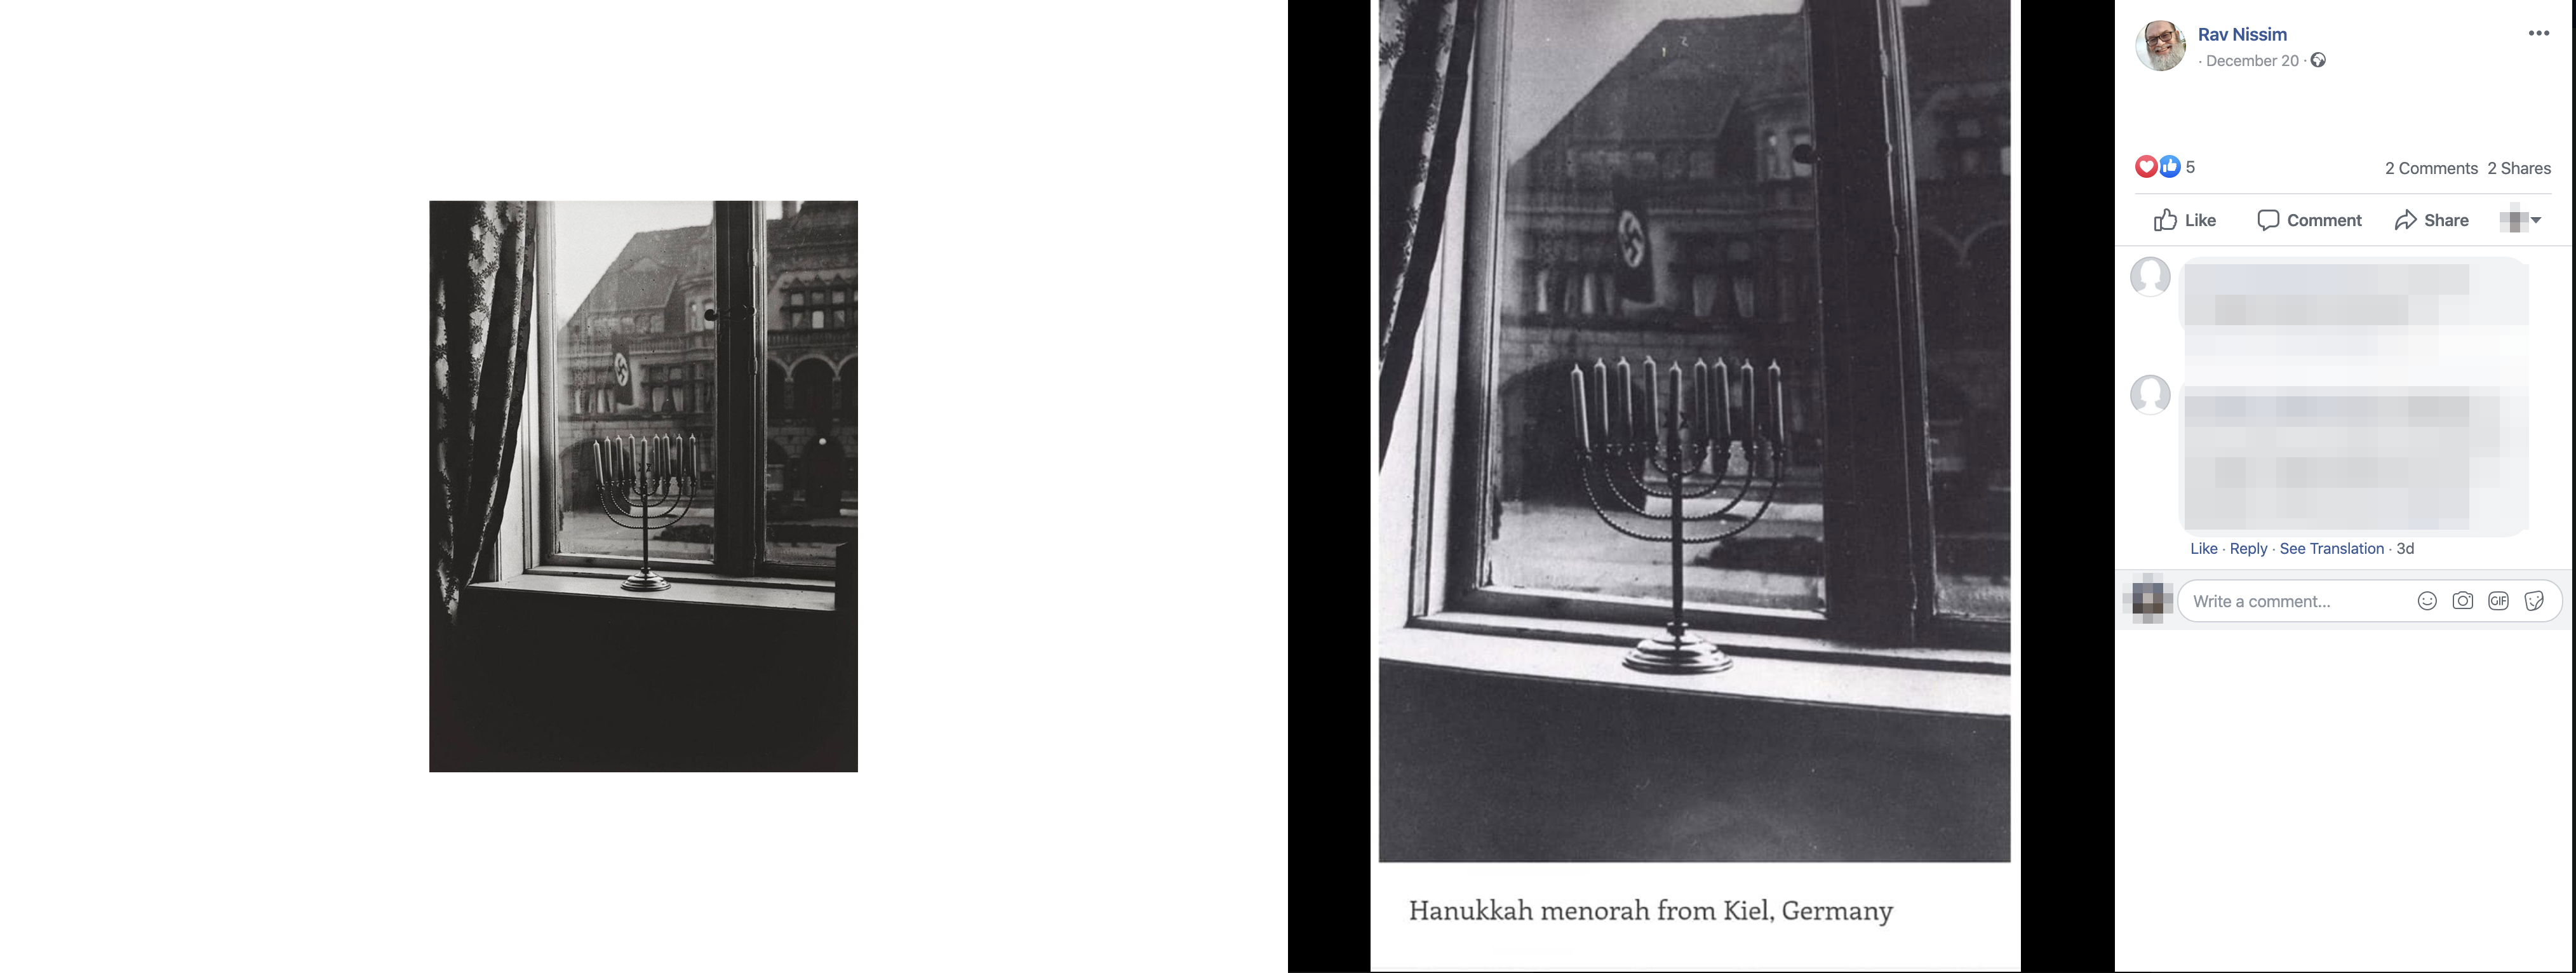 Hanukkah menorah from Kiel, Germany
Rav Nissim
· December 20 ·
5
2 Comments 2 Shares
Like Comment Share
Like · Reply · See Translation · 3d
Write a comment...
GIF